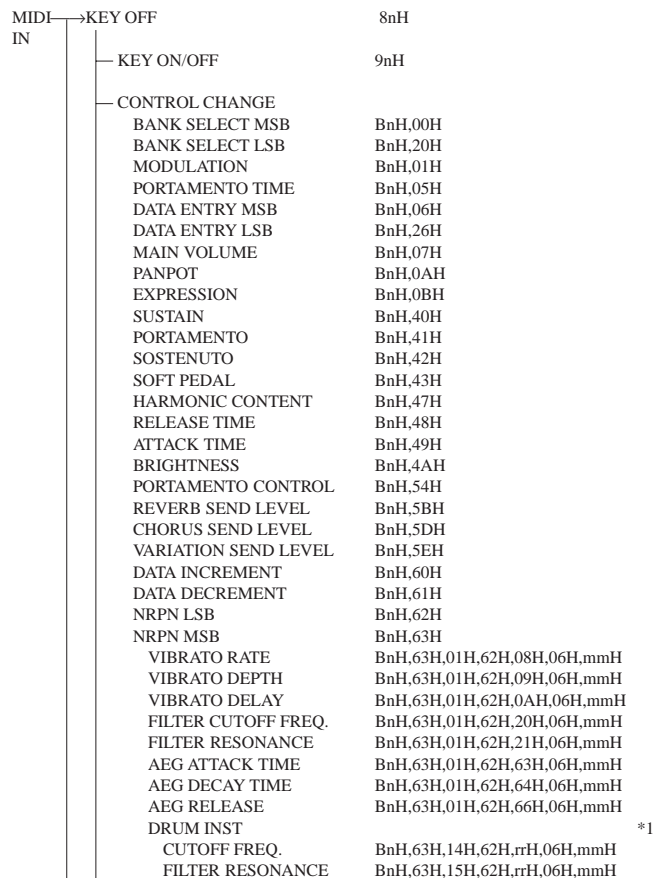 MIDI→KEY OFF 8nH
IN
KEY ON/OFF 9nH
CONTROL CHANGE
BANK SELECT MSB BnH,00H
BANK SELECT LSB BnH,20H
MODULATION BnH,01H
PORTAMENTO TIME BnH,05H
DATA ENTRY MSB BnH,06H
DATA ENTRY LSB BnH,26H
MAIN VOLUME BnH,07H
PANPOT BnH,0AH
EXPRESSION BnH,0BH
SUSTAIN BnH,40H
PORTAMENTO BnH,41H
SOSTENUTO BnH,42H
SOFT PEDAL BnH,43H
HARMONIC CONTENT BnH,47H
RELEASE TIME BnH,48H
ATTACK TIME BnH,49H
BRIGHTNESS BnH,4AH
PORTAMENTO CONTROL BnH,54H
REVERB SEND LEVEL BnH,5BH
CHORUS SEND LEVEL BnH,5DH
VARIATION SEND LEVEL BnH,5EH
DATA INCREMENT BnH,60H
DATA DECREMENT BnH,61H
NRPN LSB BnH,62H
NRPN MSB BnH,63H
VIBRATO RATE BnH,63H,01H,62H,08H,06H,mmH
VIBRATO DEPTH BnH,63H,01H,62H,09H,06H,mmH
VIBRATO DELAY BnH,63H,01H,62H,0AH,06H,mmH
FILTER CUTOFF FREQ. BnH,63H,01H,62H,20H,06H,mmH
FILTER RESONANCE BnH,63H,01H,62H,21H,06H,mmH
AEG ATTACK TIME BnH,63H,01H,62H,63H,06H,mmH
AEG DECAY TIME BnH,63H,01H,62H,64H,06H,mmH
AEG RELEASE BnH,63H,01H,62H,66H,06H,mmH
DRUM INST *1
CUTOFF FREQ. BnH,63H,14H,62H,rrH,06H,mmH
FILTER RESONANCE BnH,63H,15H,62H,rrH,06H,mmH